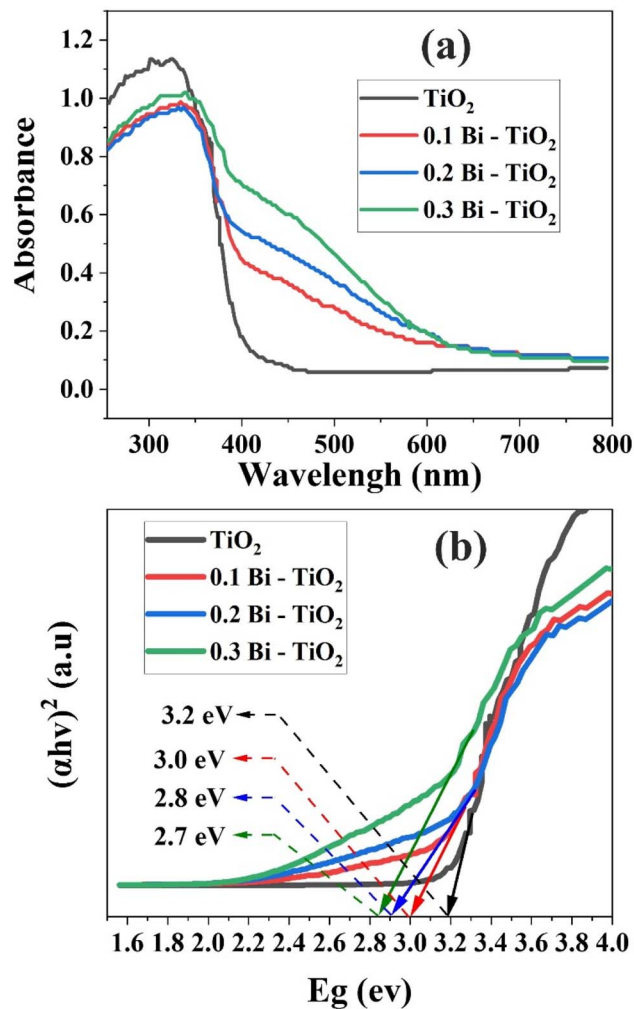 (a)
TiO2
0.1 Bi - TiO2
0.2 Bi - TiO2
0.3 Bi - TiO2
Absorbance
1.2
1.0
0.8
0.6
0.4
0.2
0.0
300 400 500 600 700 800
Wavelengh (nm)
(b)
TiO2
0.1 Bi - TiO2
0.2 Bi - TiO2
0.3 Bi - TiO2
(αhv)2 (a.u)
3.2 eV
3.0 eV
2.8 eV
2.7 eV
1.6 1.8 2.0 2.2 2.4 2.6 2.8 3.0 3.2 3.4 3.6 3.8 4.0
Eg (ev)